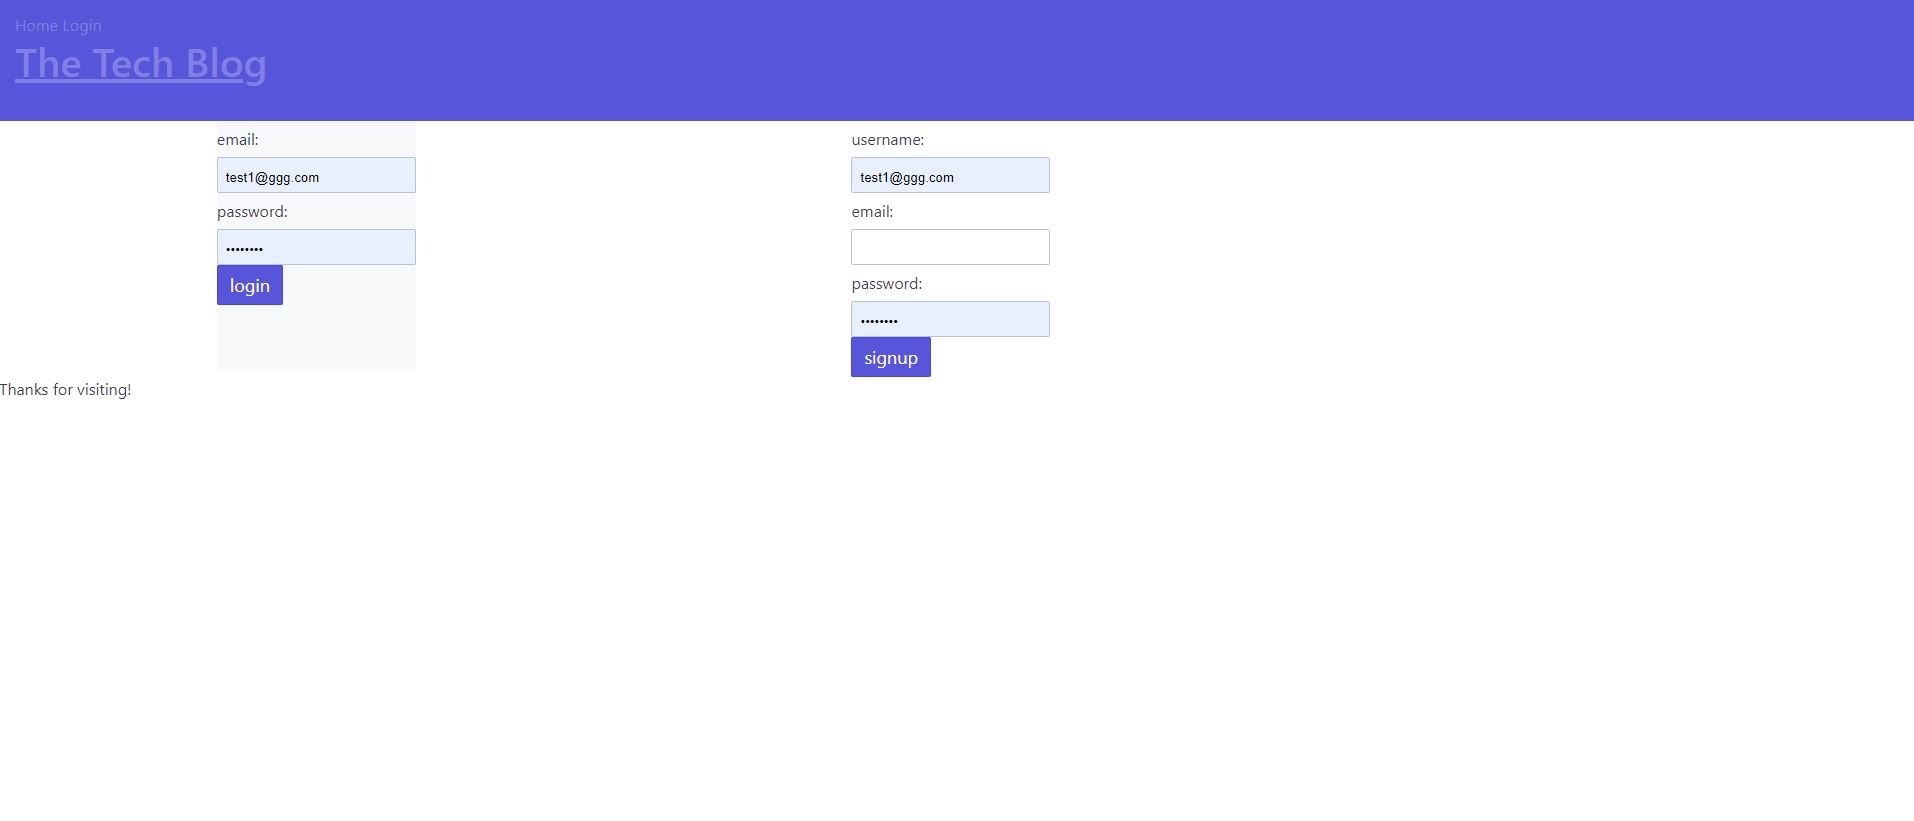 Home Login
The Tech Blog
email:
test1@ggg.com
password:
••••••••
login
username:
test1@ggg.com
email:
password:
••••••••
signup
Thanks for visiting!